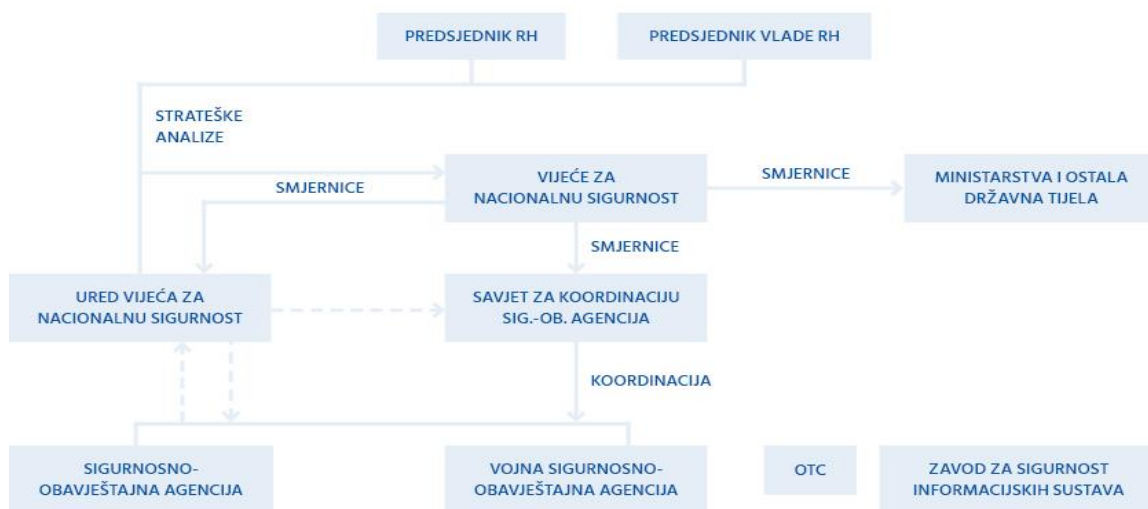 PREDSJEDNIK RH
PREDSJEDNIK VLADE RH
STRATEŠKE
ANALIZE
VIJEĆE ZA
NACIONALNU SIGURNOST
SMJERNICE
SMJERNICE
MINISTARSTVA I OSTALA
DRŽAVNA TIJELA
SMJERNICE
URED VIJEĆA ZA
NACIONALNU SIGURNOST
SAVJET ZA KOORDINACIJU
SIG.-OB. AGENCIJA
KOORDINACIJA
SIGURNOSNO-
OBAVJEŠTAJNA AGENCIJA
VOJNA SIGURNOSNO-
OBAVJEŠTAJNA AGENCIJA
OTC
ZAVOD ZA SIGURNOST
INFORMACIJSKIH SUSTAVA